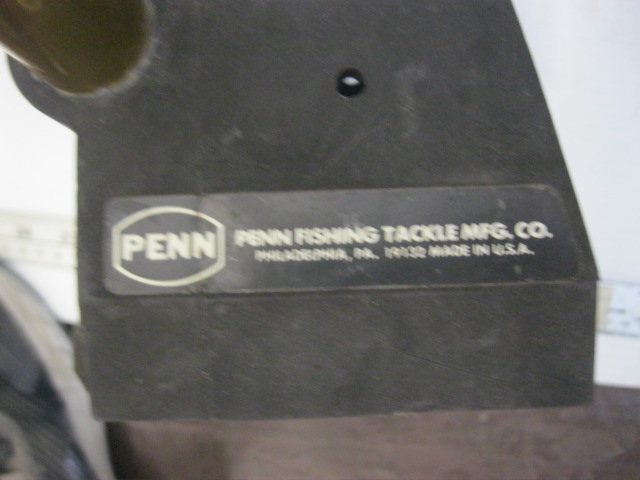 PENN
PENN FISHING TACKLE MFG. CO.
PHILADELPHIA, PA. 19132 MADE IN U.S.A.